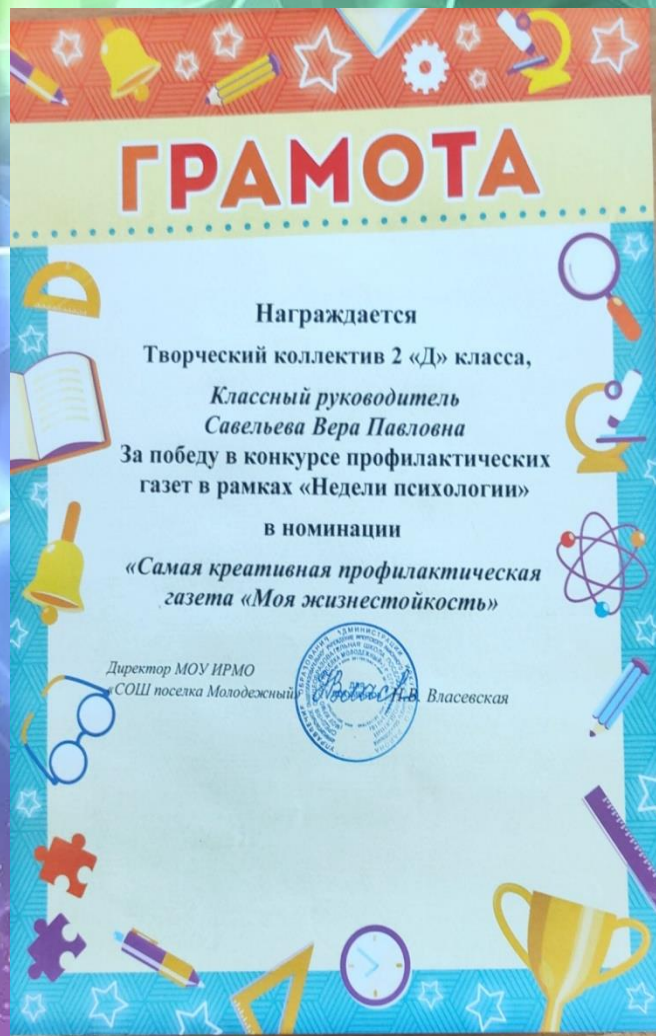 ГРАМОТА
Награждается
Творческий коллектив 2 «Д» класса,
Классный руководитель
Савельева Вера Павловна
За победу в конкурсе профилактических
газет в рамках «Недели психологии»
в номинации
«Самая креативная профилактическая
газета «Моя жизнестойкость»
Директор МОУ ИРМО
«СОШ поселка Молодежный» Н.В. Власевская